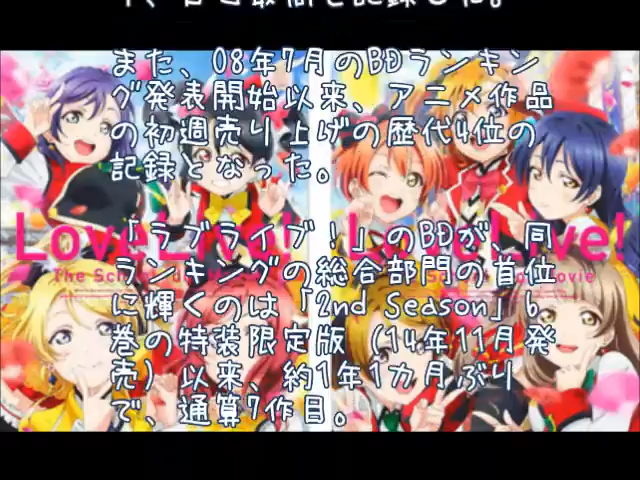 また、08年7月のBDランキン
グ発表開始以来、アニメ作品
の初週売り上げの歴代4位の
記録となった。
「ラブライブ！」のBDが、同
ランキングの総合部門の首位
に輝くのは「2nd Season」6
巻の特装限定版（14年11月発
売）以来、約1年1カ月ぶり
で、通算7作目。
LoveLive!
The School Idol Movie